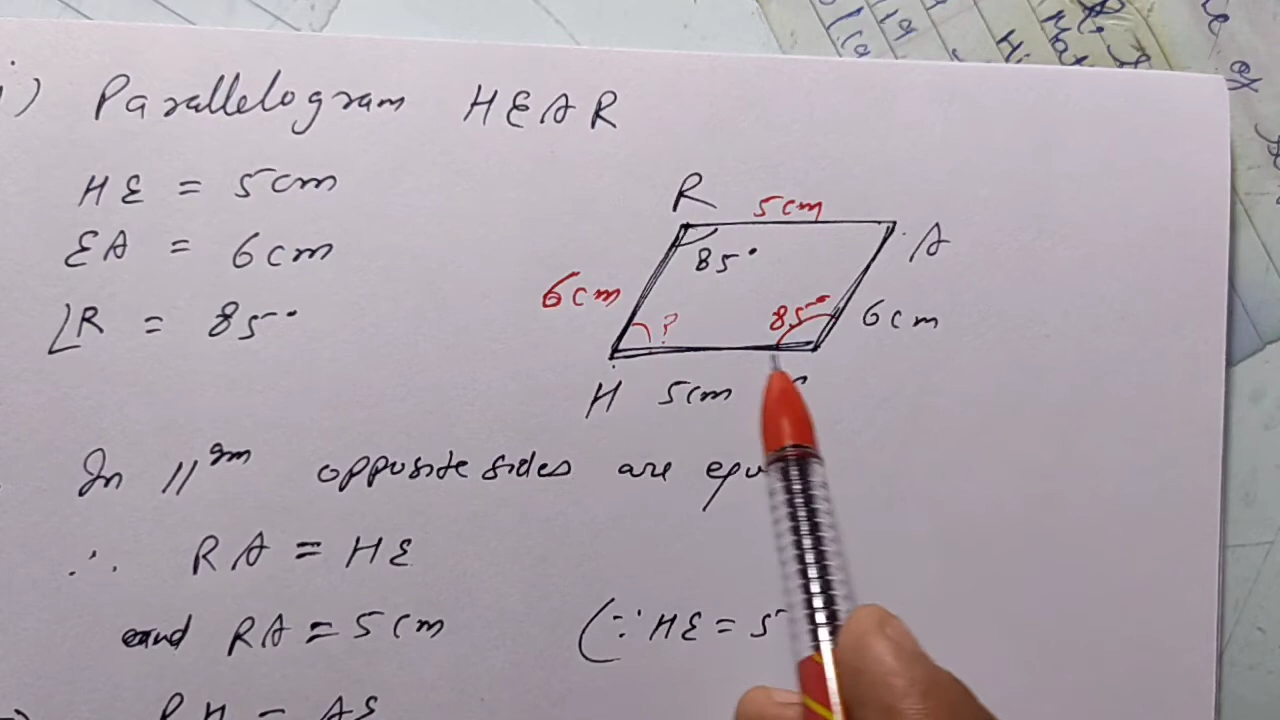 i) Parallelogram HEAR
HE = 5cm
EA = 6cm
∠R = 85°
R 5cm A
85°
6cm ? 85° 6cm
H 5cm
In ||gm opposite sides are
∴ RA = HE
and RA = 5cm (∵ HE = 5